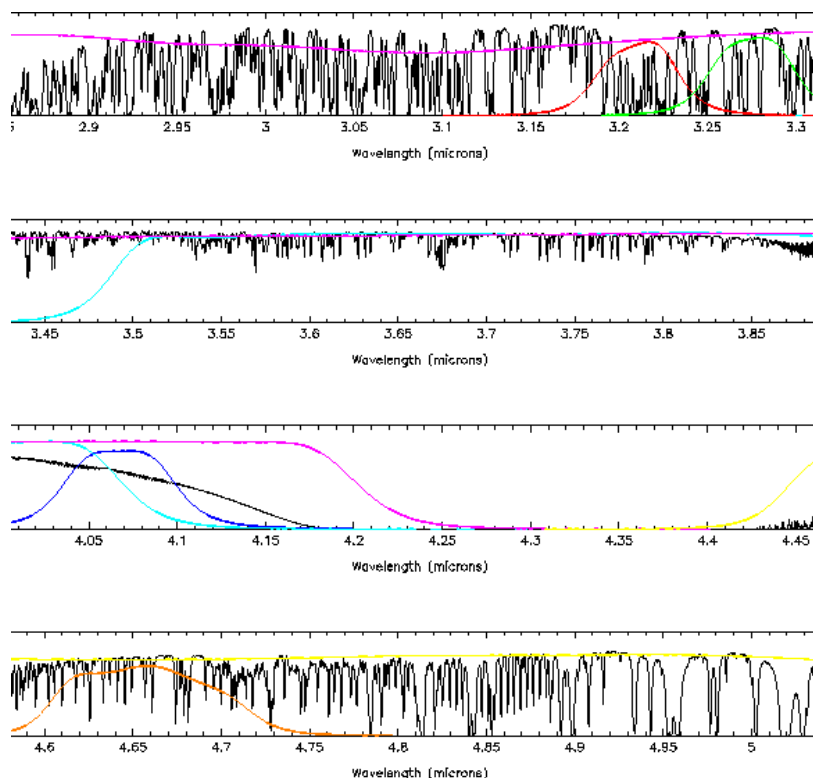 5 2.9 2.95 3 3.05 3.1 3.15 3.2 3.25 3.3
Wavelength (microns)
3.45 3.5 3.55 3.6 3.65 3.7 3.75 3.8 3.85
Wavelength (microns)
4.05 4.1 4.15 4.2 4.25 4.3 4.35 4.4 4.45
Wavelength (microns)
4.6 4.65 4.7 4.75 4.8 4.85 4.9 4.95 5
Wavelength (microns)